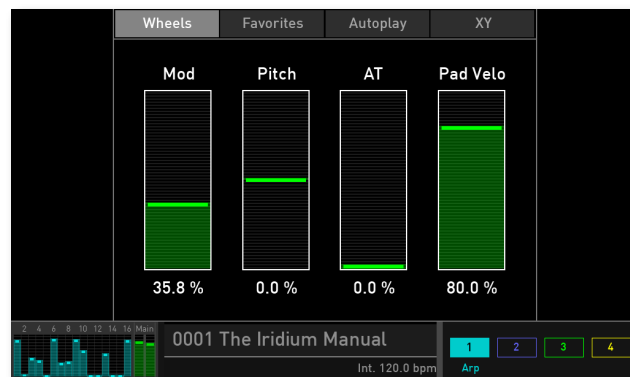 Wheels Favorites Autoplay XY
Mod Pitch AT Pad Velo
35.8 % 0.0 % 0.0 % 80.0 %
2 4 6 8 10 12 14 16 Main
0001 The Iridium Manual
Int. 120.0 bpm
1 2 3 4
Arp